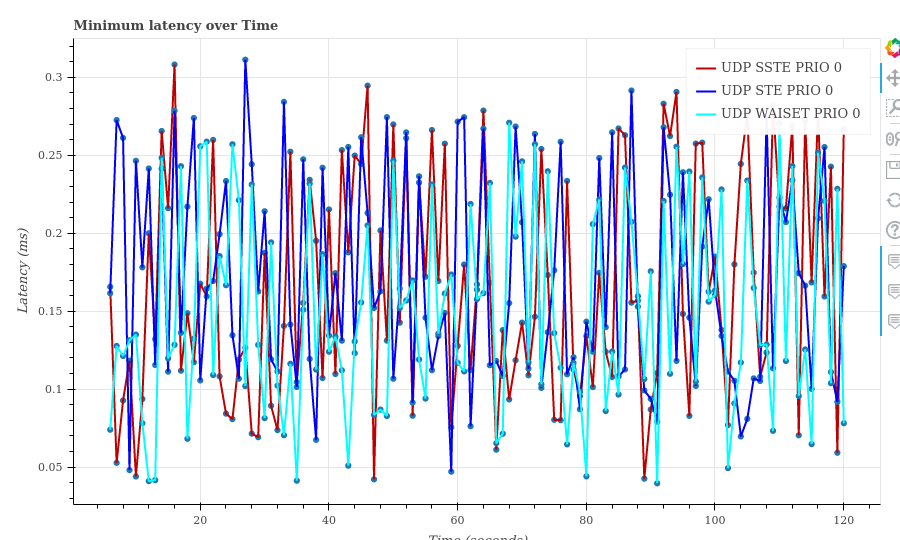 Minimum latency over Time
UDP SSTE PRIO 0
UDP STE PRIO 0
UDP WAISET PRIO 0
Latency (ms)
0.3
0.25
0.2
0.15
0.1
0.05
20
40
60
80
100
120
Time (seconds)